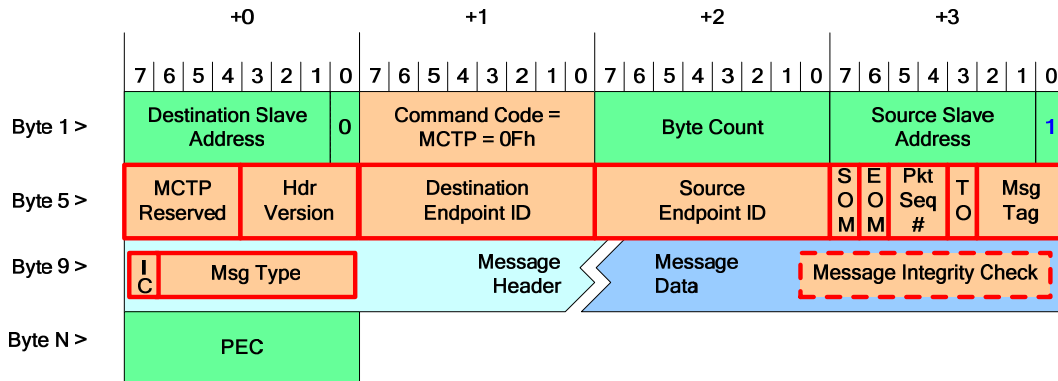 +0 +1 +2 +3
7 6 5 4 3 2 1 0 7 6 5 4 3 2 1 0 7 6 5 4 3 2 1 0 7 6 5 4 3 2 1 0
Byte 1 >
Destination Slave
Address
0
Command Code =
MCTP = 0Fh
Byte Count
Source Slave
Address
1
Byte 5 >
MCTP
Reserved
Hdr
Version
Destination
Endpoint ID
Source
Endpoint ID
S
O
M
E
O
M
Pkt
Seq
#
T
O
Msg
Tag
Byte 9 >
I
C
Msg Type
Message
Header
Message
Data
Message Integrity Check
Byte N >
PEC